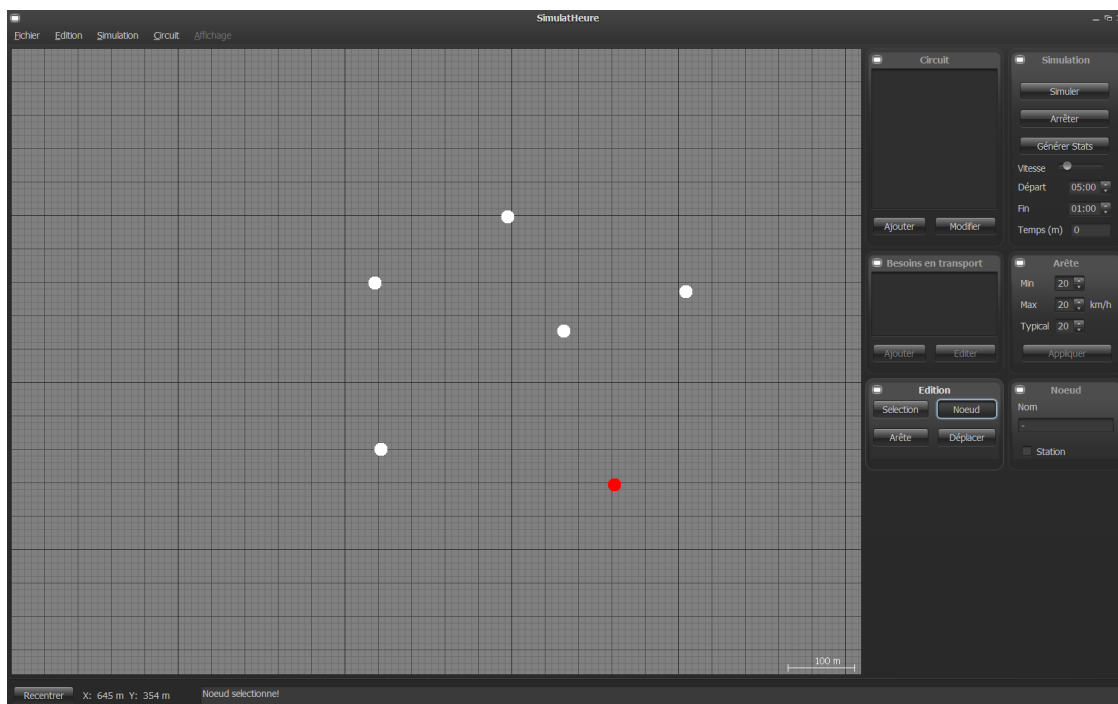 SimulatHeure
Fichier Edition Simulation Circuit Affichage
Circuit
Ajouter Modifier
Simulation
Simuler
Arrêter
Générer Stats
Vitesse
Départ 05:00
Fin 01:00
Temps (m) 0
Besoins en transport
Ajouter Editer
Arête
Min 20
Max 20 km/h
Typical 20
Appliquer
Edition
Selection Noeud
Arête Déplacer
Noeud
Nom
-
Station
100 m
Recentrer X: 645 m Y: 354 m Noeud selectionne!